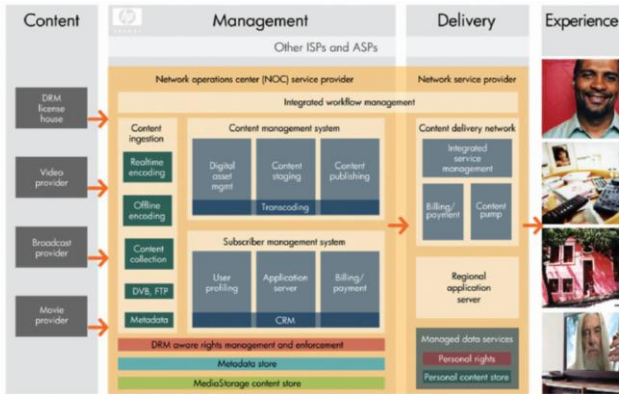 Content
Management
Delivery
Experience
hp
Other ISPs and ASPs
Network operations center (NOC) service provider
Network service provider
Integrated workflow management
DRM
license
house
Video
provider
Broadcast
provider
Movie
provider
Content
ingestion
Realtime
encoding
Offline
encoding
Content
collection
DVB, FTP
Metadata
Content management system
Digital
asset
mgmt
Content
staging
Content
publishing
Transcoding
Subscriber management system
User
profiling
Application
server
Billing/
payment
CRM
DRM aware rights management and enforcement
Metadata store
MediaStorage content store
Content delivery network
Integrated
service
management
Billing/
payment
Content
pump
Regional
application
server
Managed data services
Personal rights
Personal content store